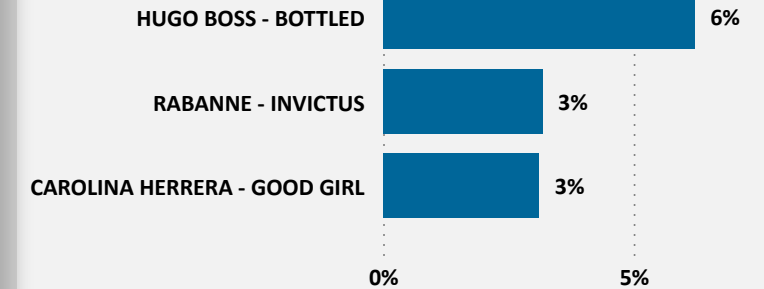 HUGO BOSS - BOTTLED 6%
RABANNE - INVICTUS 3%
CAROLINA HERRERA - GOOD GIRL 3%
0% 5%